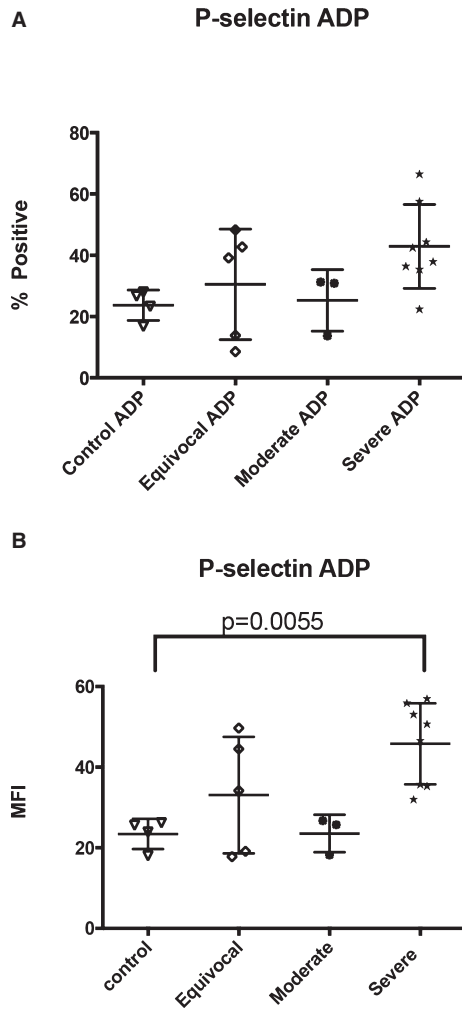 A
P-selectin ADP
80
60
40
20
0
% Positive
Control ADP
Equivocal ADP
Moderate ADP
Severe ADP
B
P-selectin ADP
p=0.0055
60
40
20
0
MFI
control
Equivocal
Moderate
Severe